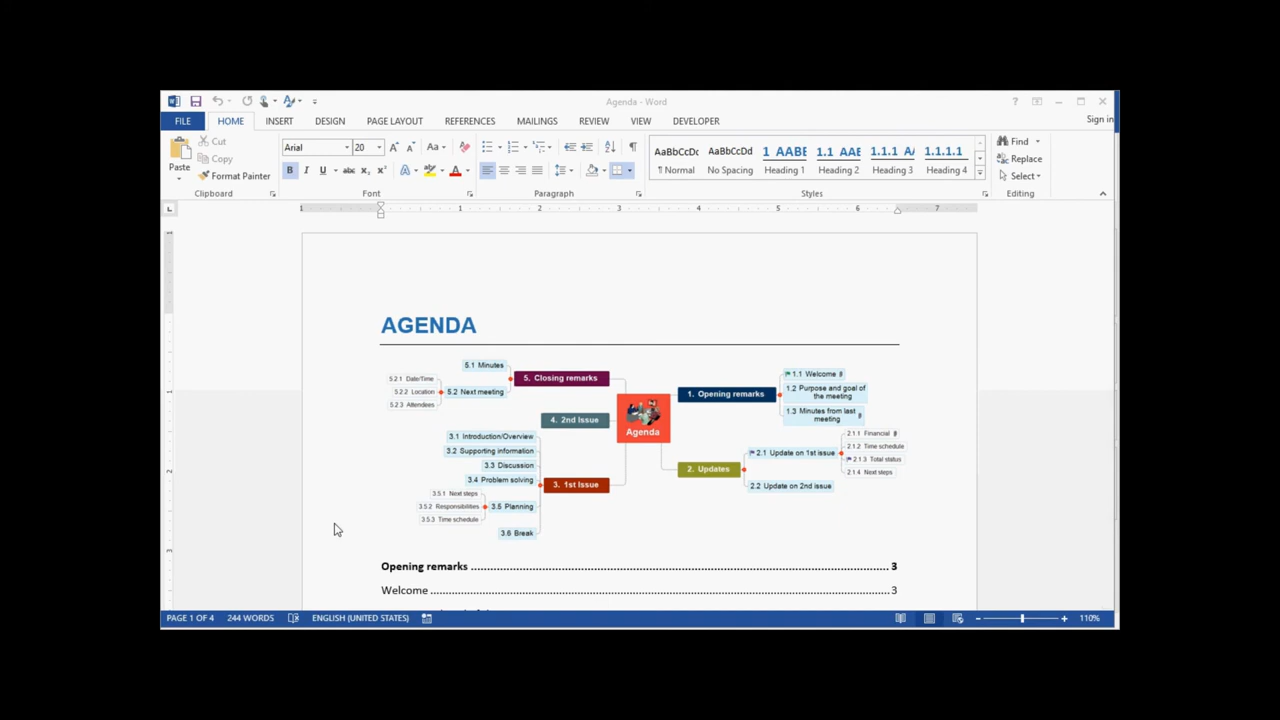 Agenda - Word
FILE HOME INSERT DESIGN PAGE LAYOUT REFERENCES MAILINGS REVIEW VIEW DEVELOPER Sign in
Paste
Cut
Copy
Format Painter
Clipboard
Arial 20
Font
Paragraph
AaBbCcDc AaBbCcDd 1 AABE 1.1 AAE 1.1.1 A 1.1.1.1
¶ Normal No Spacing Heading 1 Heading 2 Heading 3 Heading 4
Styles
Find
Replace
Select
Editing
1 1 2 3 4 5 6 7
AGENDA
5.1 Minutes
5. Closing remarks
5.2.1 Date/Time
5.2.2 Location
5.2.3 Attendees
5.2 Next meeting
4. 2nd Issue
3.1 Introduction/Overview
3.2 Supporting information
3.3 Discussion
3.4 Problem solving
3. 1st Issue
3.5.1 Next steps
3.5.2 Responsibilities
3.5.3 Time schedule
3.5 Planning
3.6 Break
Agenda
1. Opening remarks
1.1 Welcome
1.2 Purpose and goal of
the meeting
1.3 Minutes from last
meeting
2. Updates
2.1 Update on 1st issue
2.1.1 Financial
2.1.2 Time schedule
2.1.3 Total status
2.1.4 Next steps
2.2 Update on 2nd issue
Opening remarks ........ 3
Welcome ........ 3
PAGE 1 OF 4 244 WORDS ENGLISH (UNITED STATES) 110%